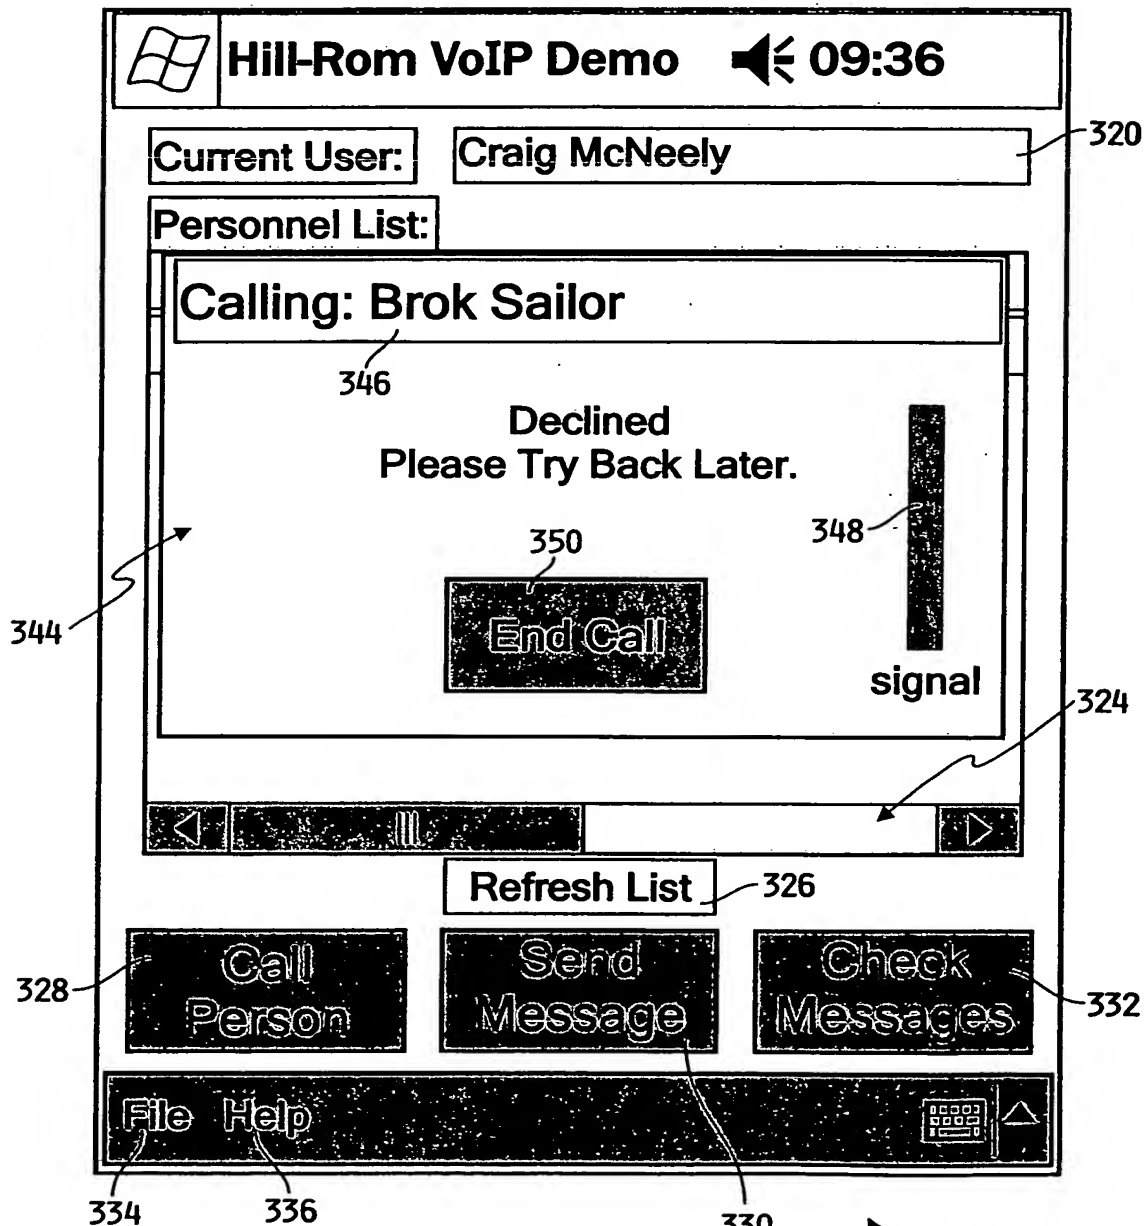 Hill-Rom VoIP Demo 09:36
Current User: Craig McNeely 320
Personnel List:
Calling: Brok Sailor
346
Declined
Please Try Back Later.
348
350
End Call
344
signal
324
Refresh List 326
Call Person
Send Message
Check Messages
328
332
File Help
334 336 330